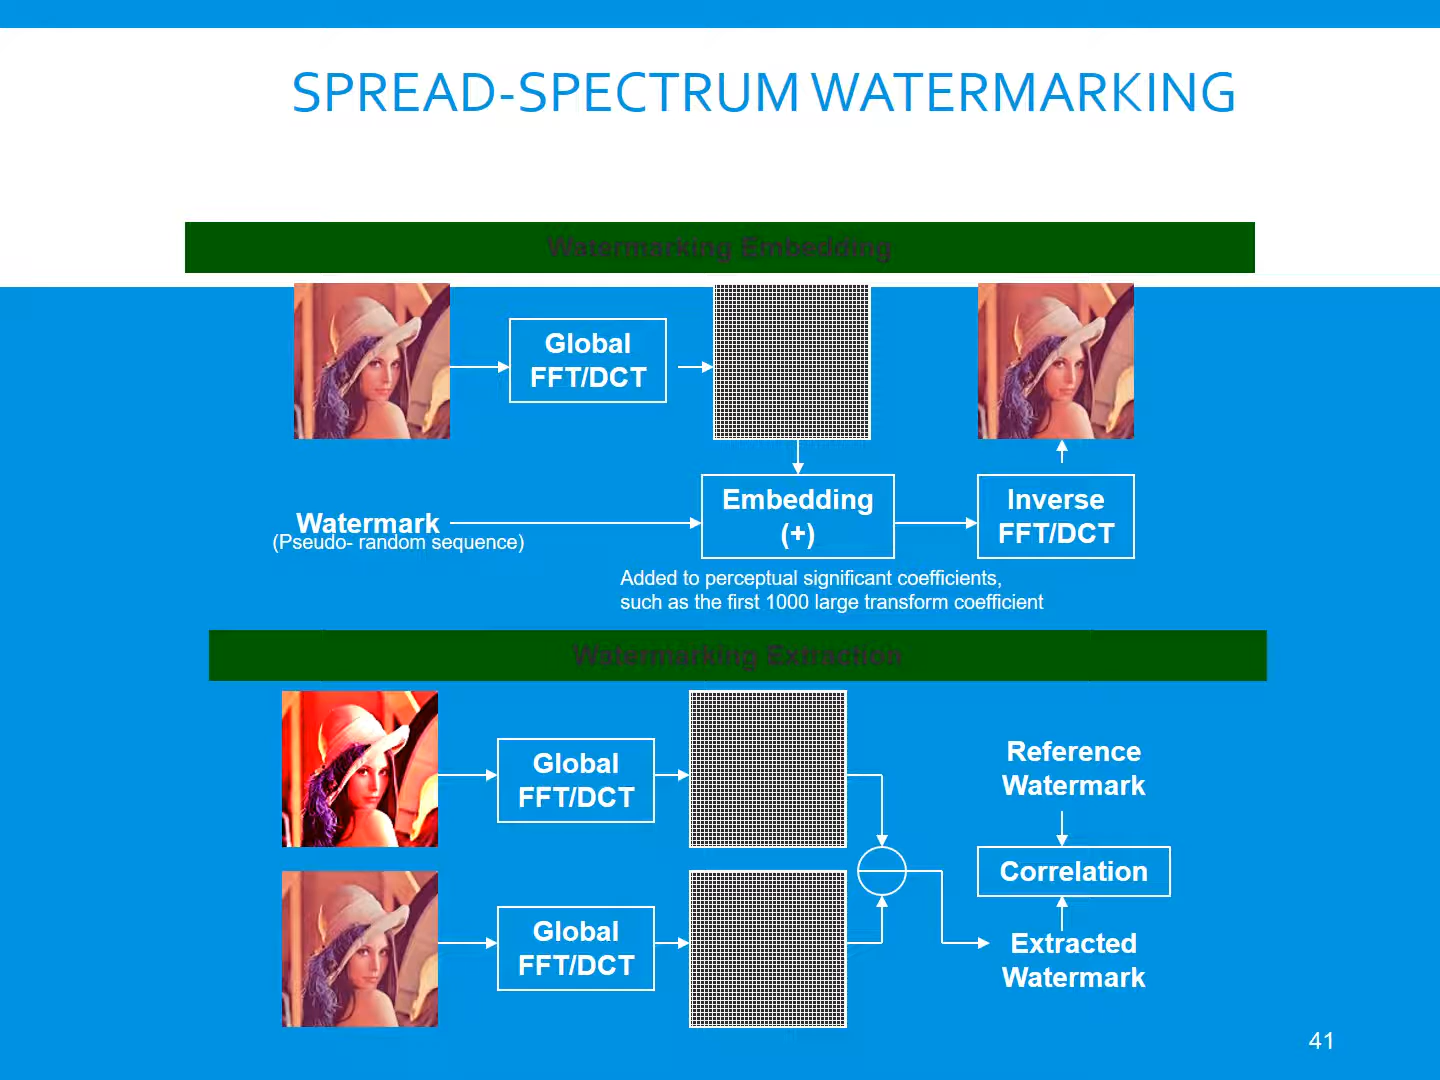 SPREAD-SPECTRUM WATERMARKING
Watermarking Embedding
Global
FFT/DCT
Embedding
(+)
Inverse
FFT/DCT
Watermark
(Pseudo- random sequence)
Added to perceptual significant coefficients,
such as the first 1000 large transform coefficient
Watermarking Extraction
Global
FFT/DCT
Reference
Watermark
Correlation
Global
FFT/DCT
Extracted
Watermark
41